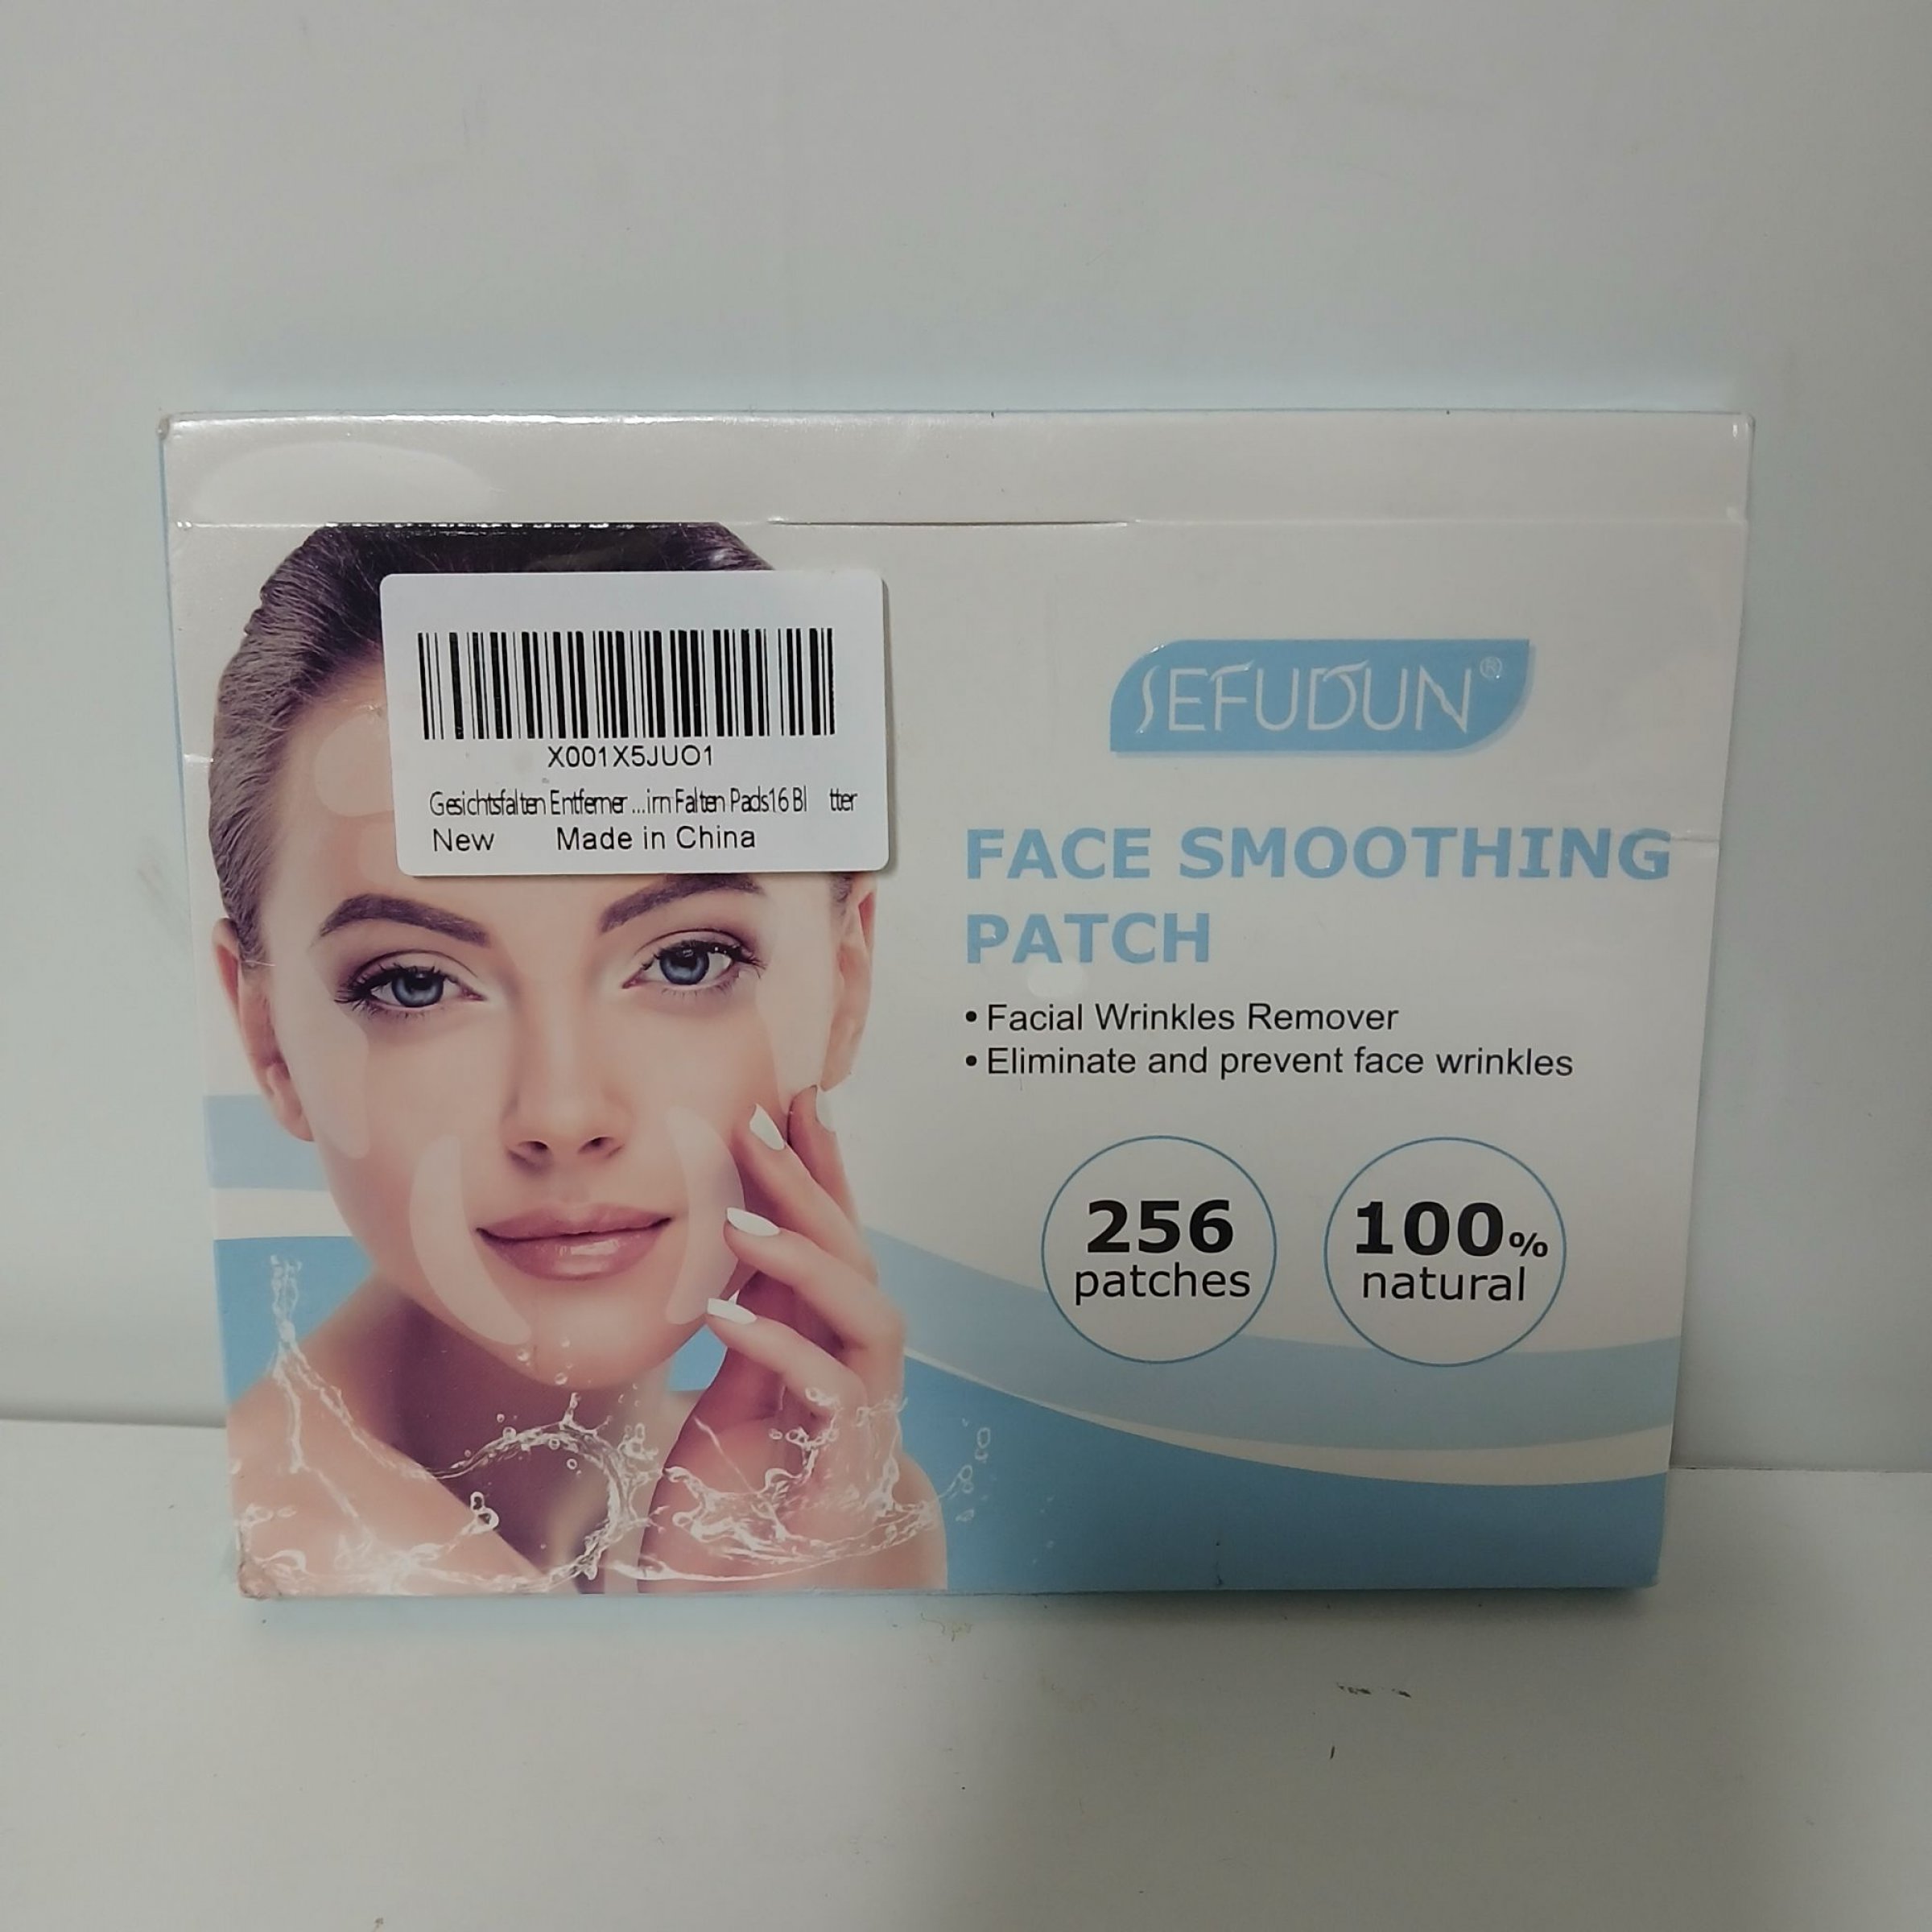 X001X5JUO1
Gesichtsfalten Entferner ...irn Falten Pads16 Bl tter
New Made in China
SEFUDUN®
FACE SMOOTHING
PATCH
• Facial Wrinkles Remover
• Eliminate and prevent face wrinkles
256
patches
100%
natural